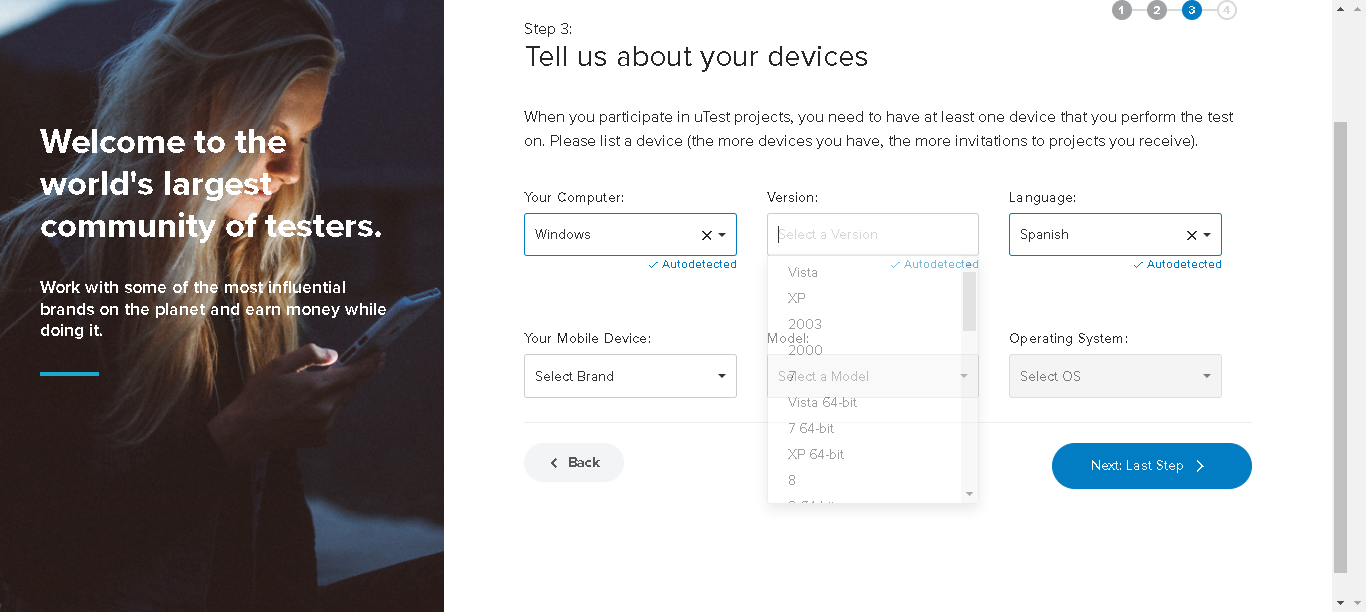 1 2 3 4
Step 3:
Tell us about your devices
Welcome to the
world's largest
community of testers.
Work with some of the most influential
brands on the planet and earn money while
doing it.
When you participate in uTest projects, you need to have at least one device that you perform the test
on. Please list a device (the more devices you have, the more invitations to projects you receive).
Your Computer:
Windows
Autodetected
Version:
Select a Version
Autodetected
Vista
XP
2003
2000
7
Vista 64-bit
7 64-bit
XP 64-bit
8
Language:
Spanish
Autodetected
Your Mobile Device:
Select Brand
Model:
Select a Model
Operating System:
Select OS
Back
Next: Last Step